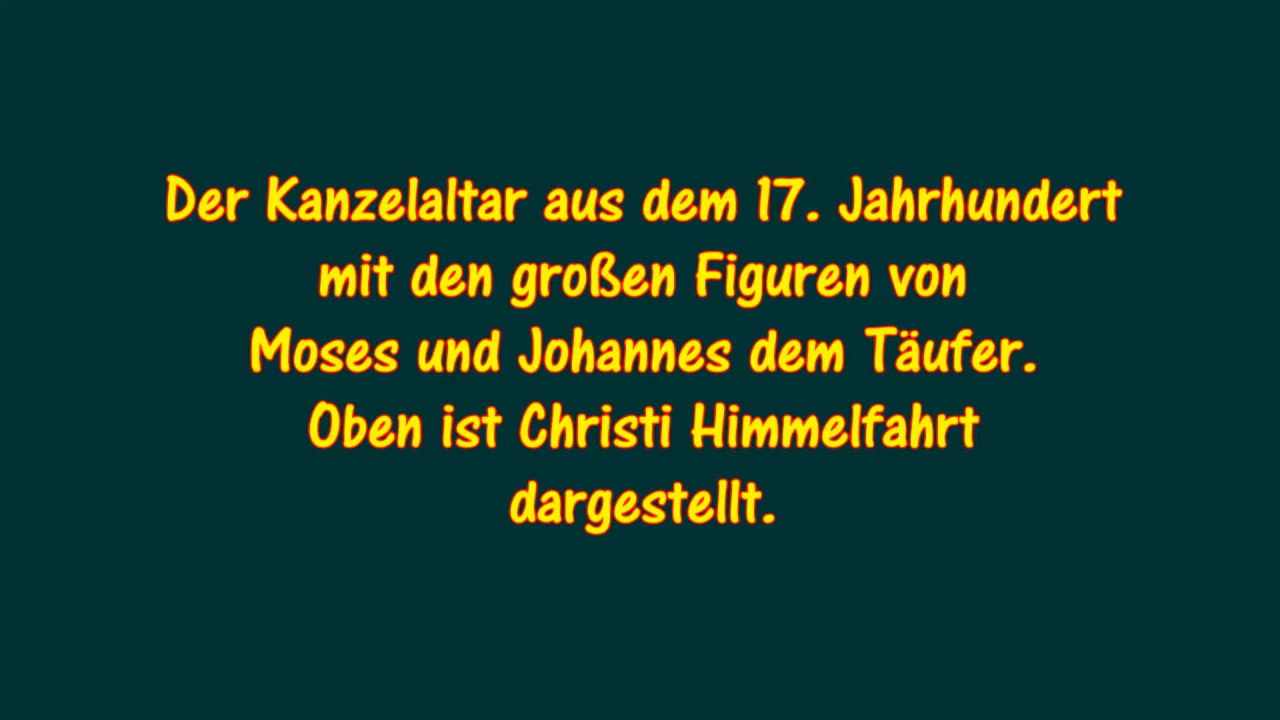 Der Kanzelaltar aus dem 17. Jahrhundert
mit den großen Figuren von
Moses und Johannes dem Täufer.
Oben ist Christi Himmelfahrt
dargestellt.